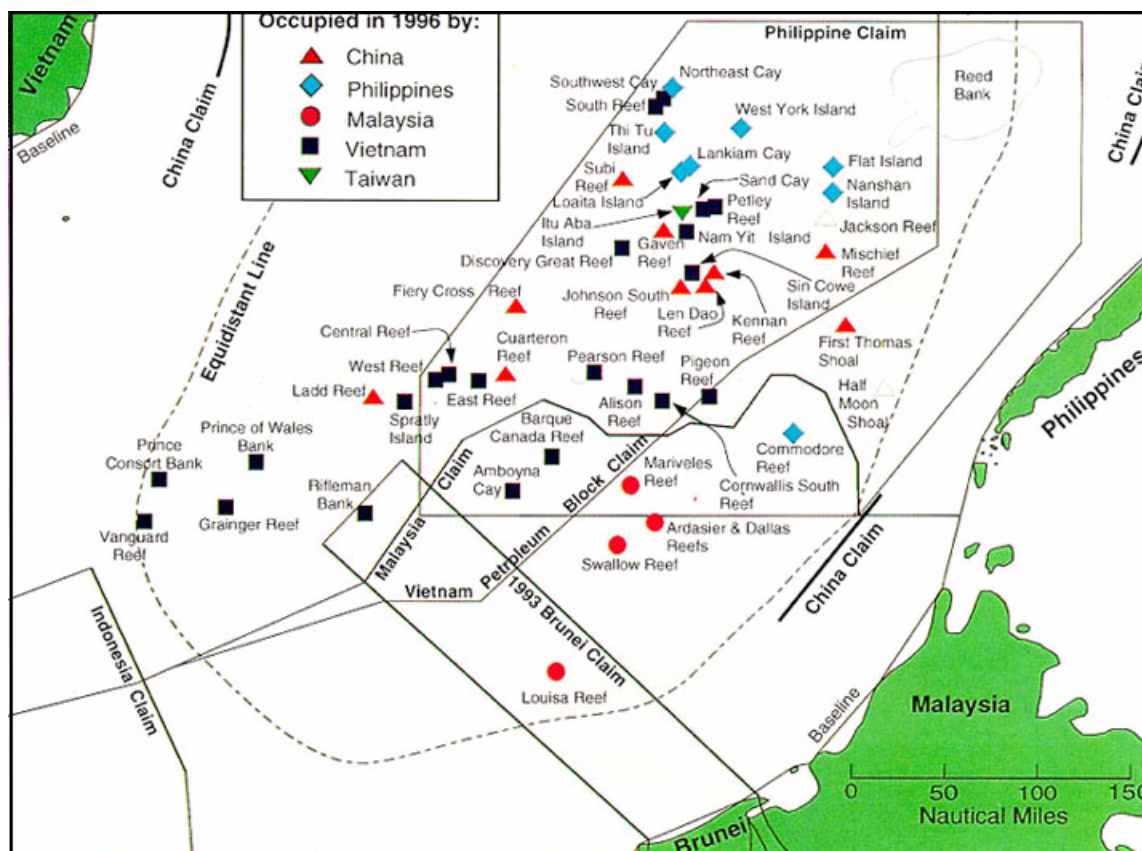 Occupied in 1996 by:
China
Philippines
Malaysia
Vietnam
Taiwan
Vietnam
Baseline
China Claim
Equidistant Line
Philippine Claim
Reed
Bank
China Claim
Southwest Cay
Northeast Cay
South Reef
West York Island
Thi Tu
Island
Lankiam Cay
Flat Island
Subi
Reef
Sand Cay
Nanshan
Island
Loaita Island
Petley
Reef
Itu Aba
Island
Jackson Reef
Gaven
Reef
Nam Yit Island
Mischief
Reef
Discovery Great Reef
Sin Cowe
Island
Fiery Cross Reef
Johnson South
Reef
Len Dao
Reef
Kennan
Reef
First Thomas
Shoal
Central Reef
Cuarteron
Reef
Pearson Reef
Pigeon
Reef
West Reef
Ladd Reef
East Reef
Alison
Reef
Half
Moon
Shoal
Spratly
Island
Philippines
Prince of Wales
Bank
Barque
Canada Reef
Commodore
Reef
Prince
Consort Bank
Mariveles
Reef
Cornwallis South
Reef
Rifleman
Bank
Amboyna
Cay
Grainger Reef
Vanguard
Reef
Ardasier & Dallas
Reefs
Swallow Reef
Malaysia Claim
Vietnam Petrpleum Block Claim
China Claim
1993 Brunei Claim
Indonesia Claim
Louisa Reef
Baseline
Malaysia
0 50 100 150
Nautical Miles
Brunei